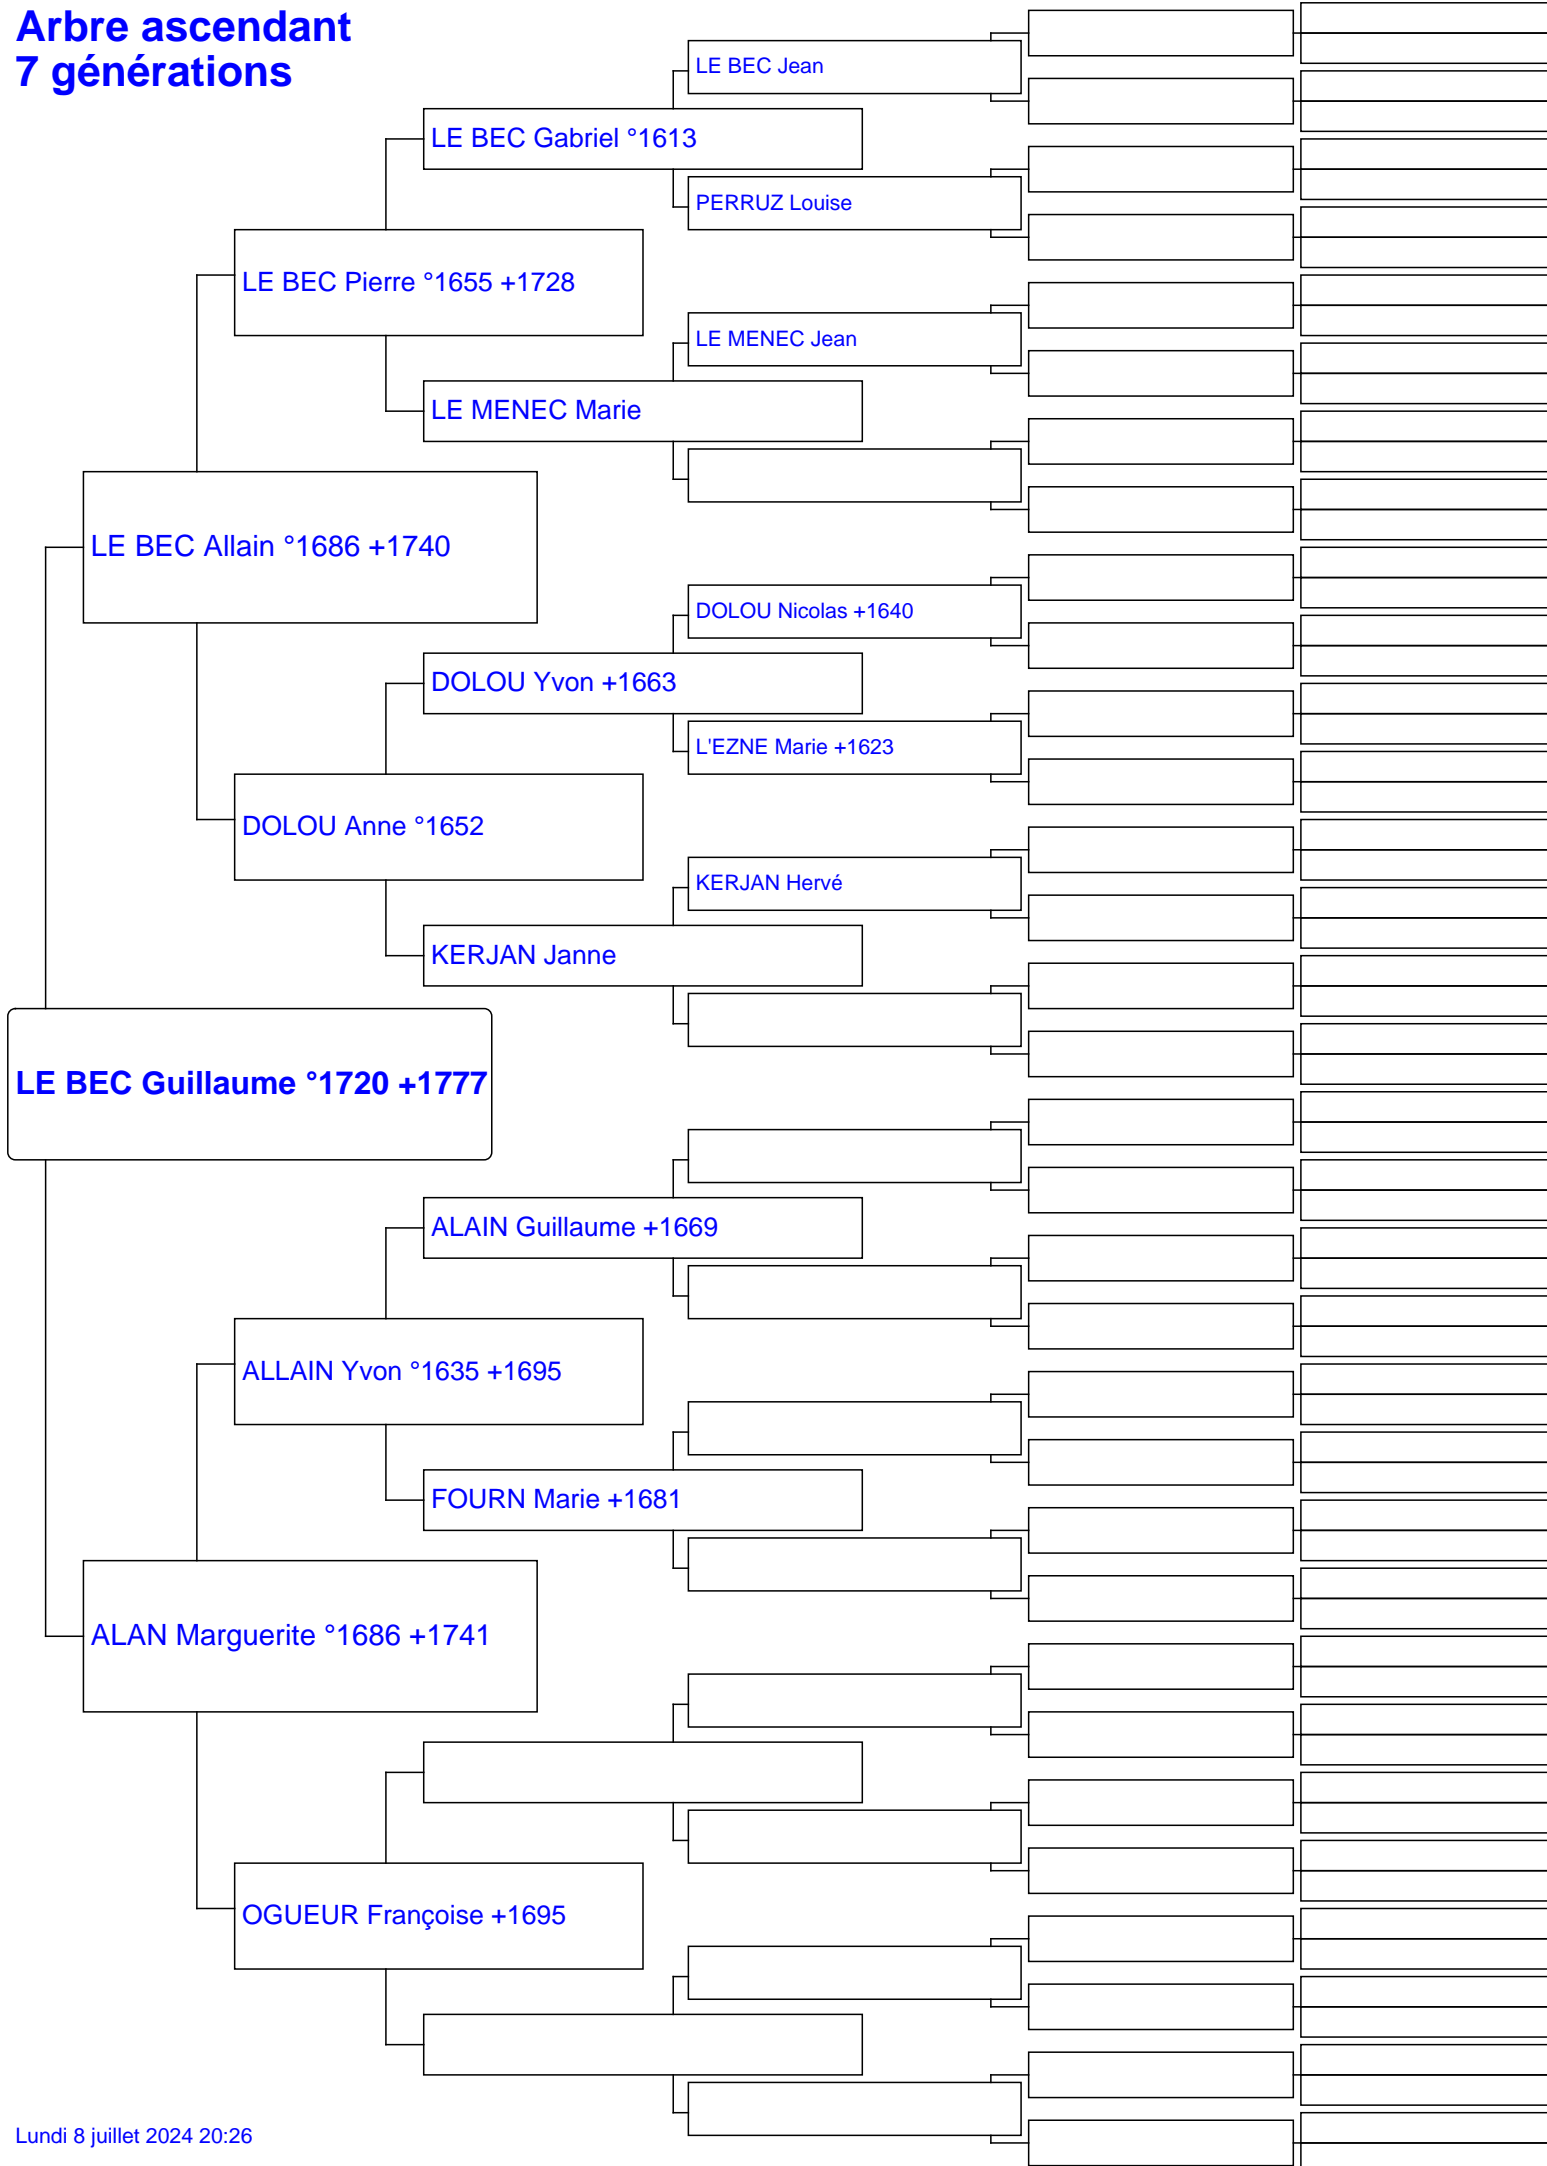 Arbre ascendant
7 générations
LE BEC Jean
LE BEC Gabriel °1613
PERRUZ Louise
LE BEC Pierre °1655 +1728
LE MENEC Jean
LE MENEC Marie
LE BEC Allain °1686 +1740
DOLOU Nicolas +1640
DOLOU Yvon +1663
L'EZNE Marie +1623
DOLOU Anne °1652
KERJAN Hervé
KERJAN Janne
LE BEC Guillaume °1720 +1777
ALAIN Guillaume +1669
ALLAIN Yvon °1635 +1695
FOURN Marie +1681
ALAN Marguerite °1686 +1741
OGUEUR Françoise +1695
Lundi 8 juillet 2024 20:26